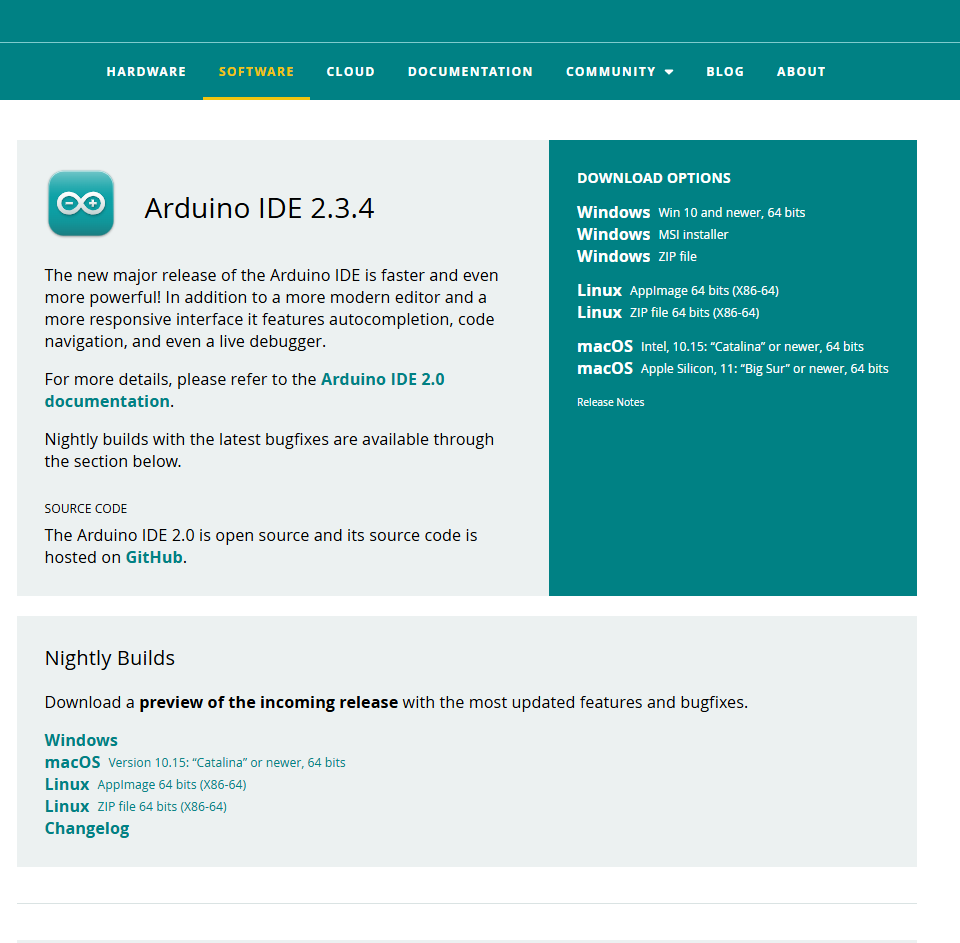 HARDWARE SOFTWARE CLOUD DOCUMENTATION COMMUNITY BLOG ABOUT
Arduino IDE 2.3.4
The new major release of the Arduino IDE is faster and even
more powerful! In addition to a more modern editor and a
more responsive interface it features autocompletion, code
navigation, and even a live debugger.
For more details, please refer to the Arduino IDE 2.0
documentation.
Nightly builds with the latest bugfixes are available through
the section below.
SOURCE CODE
The Arduino IDE 2.0 is open source and its source code is
hosted on GitHub.
DOWNLOAD OPTIONS
Windows Win 10 and newer, 64 bits
Windows MSI installer
Windows ZIP file
Linux AppImage 64 bits (X86-64)
Linux ZIP file 64 bits (X86-64)
macOS Intel, 10.15: “Catalina” or newer, 64 bits
macOS Apple Silicon, 11: “Big Sur” or newer, 64 bits
Release Notes
Nightly Builds
Download a preview of the incoming release with the most updated features and bugfixes.
Windows
macOS Version 10.15: “Catalina” or newer, 64 bits
Linux AppImage 64 bits (X86-64)
Linux ZIP file 64 bits (X86-64)
Changelog